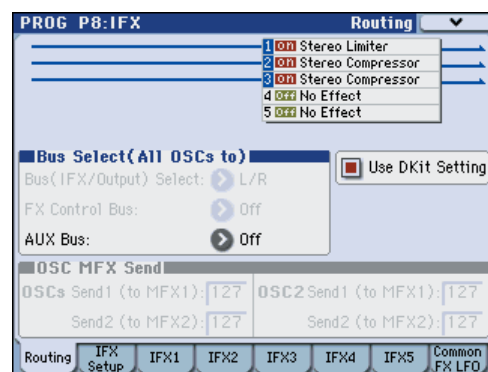 PROG P8:IFX Routing
1 On Stereo Limiter
2 On Stereo Compressor
3 On Stereo Compressor
4 Off No Effect
5 Off No Effect
Bus Select(All OSCs to)
Bus(IFX/Output) Select: L/R
Use DKit Setting
FX Control Bus: Off
AUX Bus: Off
OSC MFX Send
OSCs Send1 (to MFX1): 127 OSC2 Send1 (to MFX1): 127
Send2 (to MFX2): 127 Send2 (to MFX2): 127
Routing IFX Setup IFX1 IFX2 IFX3 IFX4 IFX5 Common FX LFO